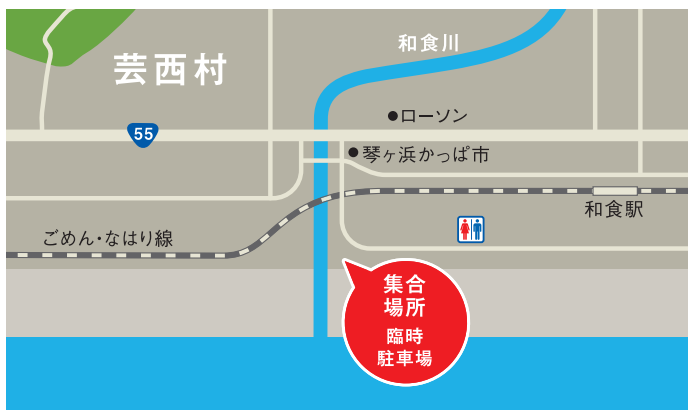 和食川
芸西村
ローソン
55
琴ヶ浜かっぱ市
和食駅
ごめん・なはり線
集合
場所
臨時
駐車場